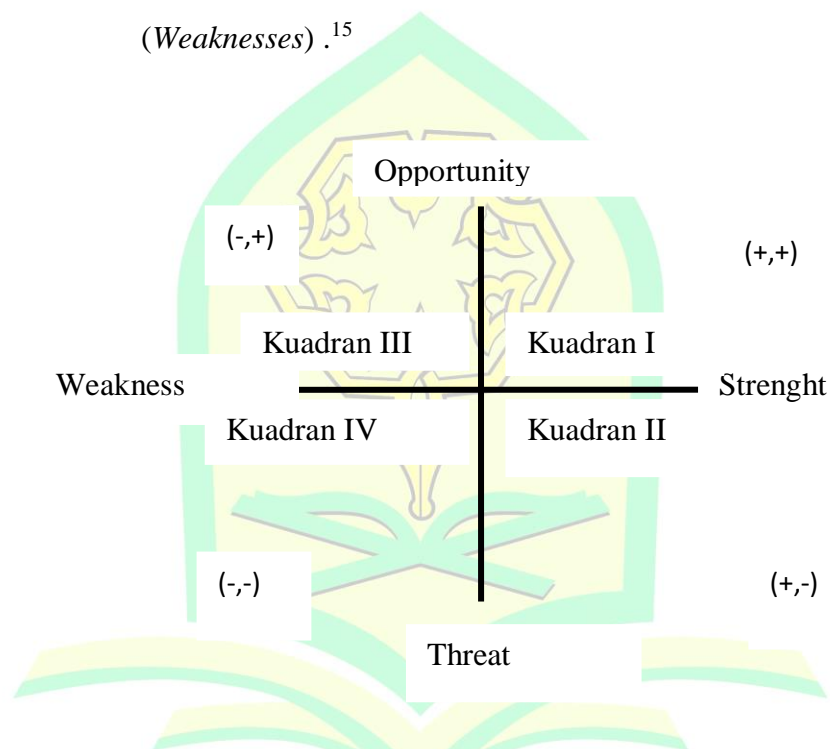 (Weaknesses) .15
Opportunity
(-,+)
(+,+)
Kuadran III
Kuadran I
Weakness
Strenght
Kuadran IV
Kuadran II
(-,-)
(+,-)
Threat